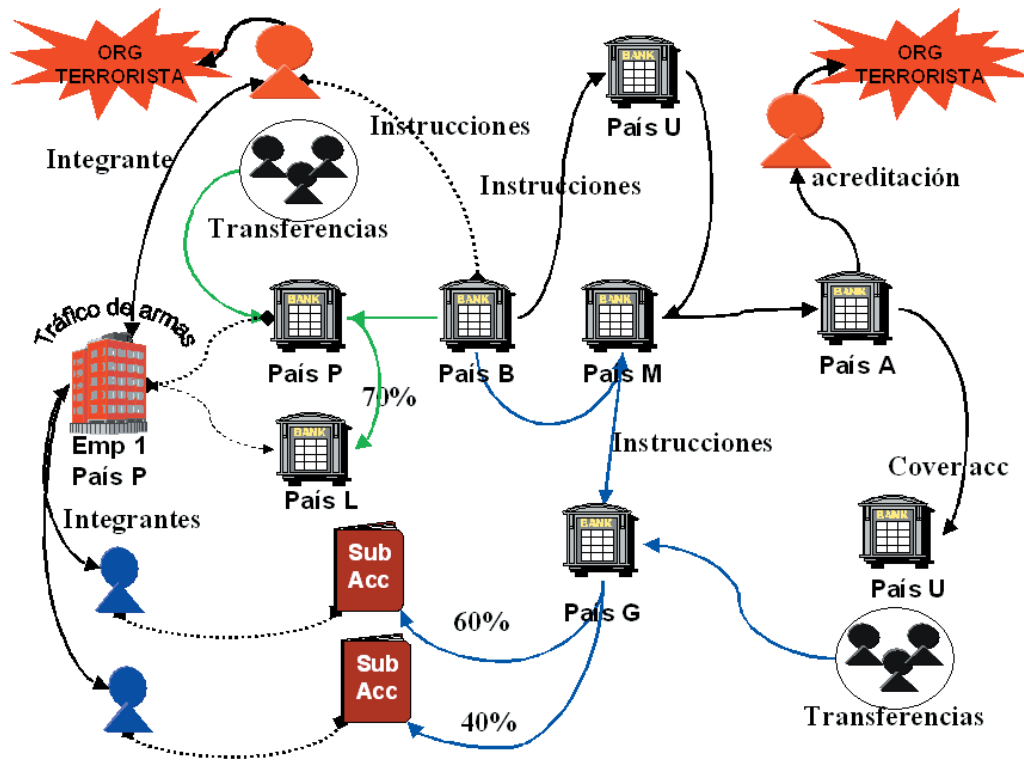 ORG
TERRORISTA
ORG
TERRORISTA
Instrucciones
País U
Integrante
Instrucciones
acreditación
Transferencias
Tráfico de armas
BANK
BANK
BANK
BANK
BANK
País P
País B
País M
País A
70%
BANK
Emp 1
País P
Instrucciones
Cover acc
País L
BANK
BANK
Integrantes
Sub
Acc
País G
País U
60%
Sub
Acc
40%
Transferencias